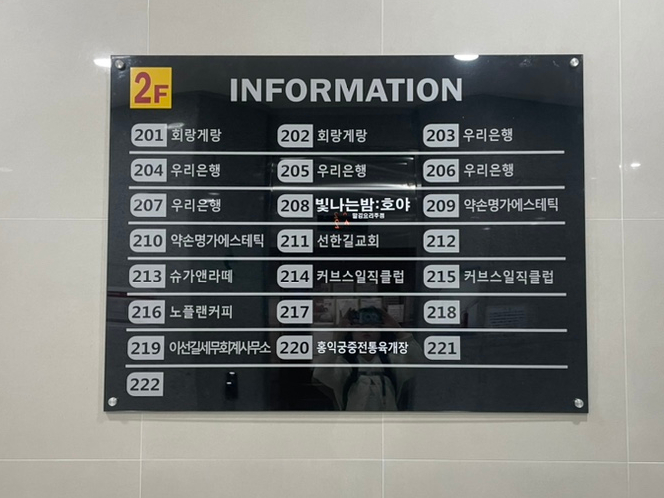 2F INFORMATION
201 회랑게랑 202 회랑게랑 203 우리은행
204 우리은행 205 우리은행 206 우리은행
207 우리은행 208 빛나는밤:호야 209 약손명가에스테틱
팔길요리주점
210 약손명가에스테틱 211 선한길교회 212
213 슈가앤라떼 214 커브스일직클럽 215 커브스일직클럽
216 노플랜커피 217 218
219 이선길세무회계사무소 220 홍익궁중전통육개장 221
222